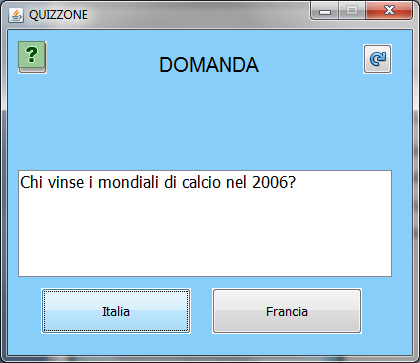 QUIZZONE
?
DOMANDA
Chi vinse i mondiali di calcio nel 2006?
Italia
Francia